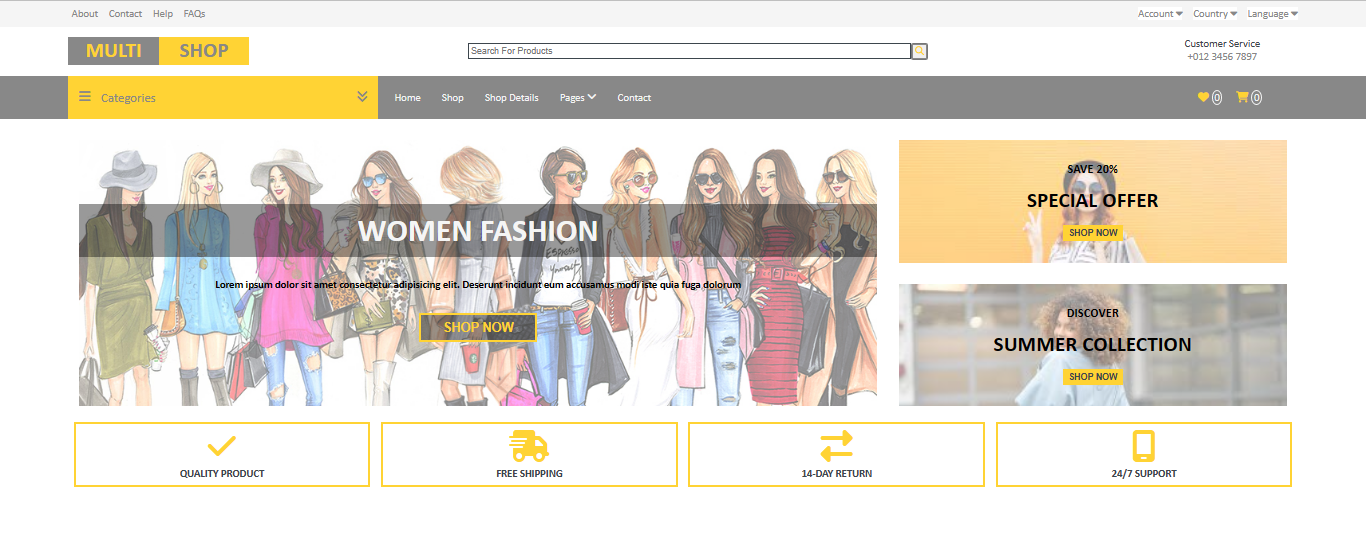 About Contact Help FAQs
Account Country Language
MULTI SHOP
Search For Products
Customer Service
+012 3456 7897
Categories
Home Shop Shop Details Pages Contact
0 0
WOMEN FASHION
Lorem ipsum dolor sit amet consectetur adipisicing elit. Deserunt incidunt eum accusamus modi iste quia fuga dolorum
SHOP NOW
SAVE 20%
SPECIAL OFFER
SHOP NOW
DISCOVER
SUMMER COLLECTION
SHOP NOW
QUALITY PRODUCT
FREE SHIPPING
14-DAY RETURN
24/7 SUPPORT